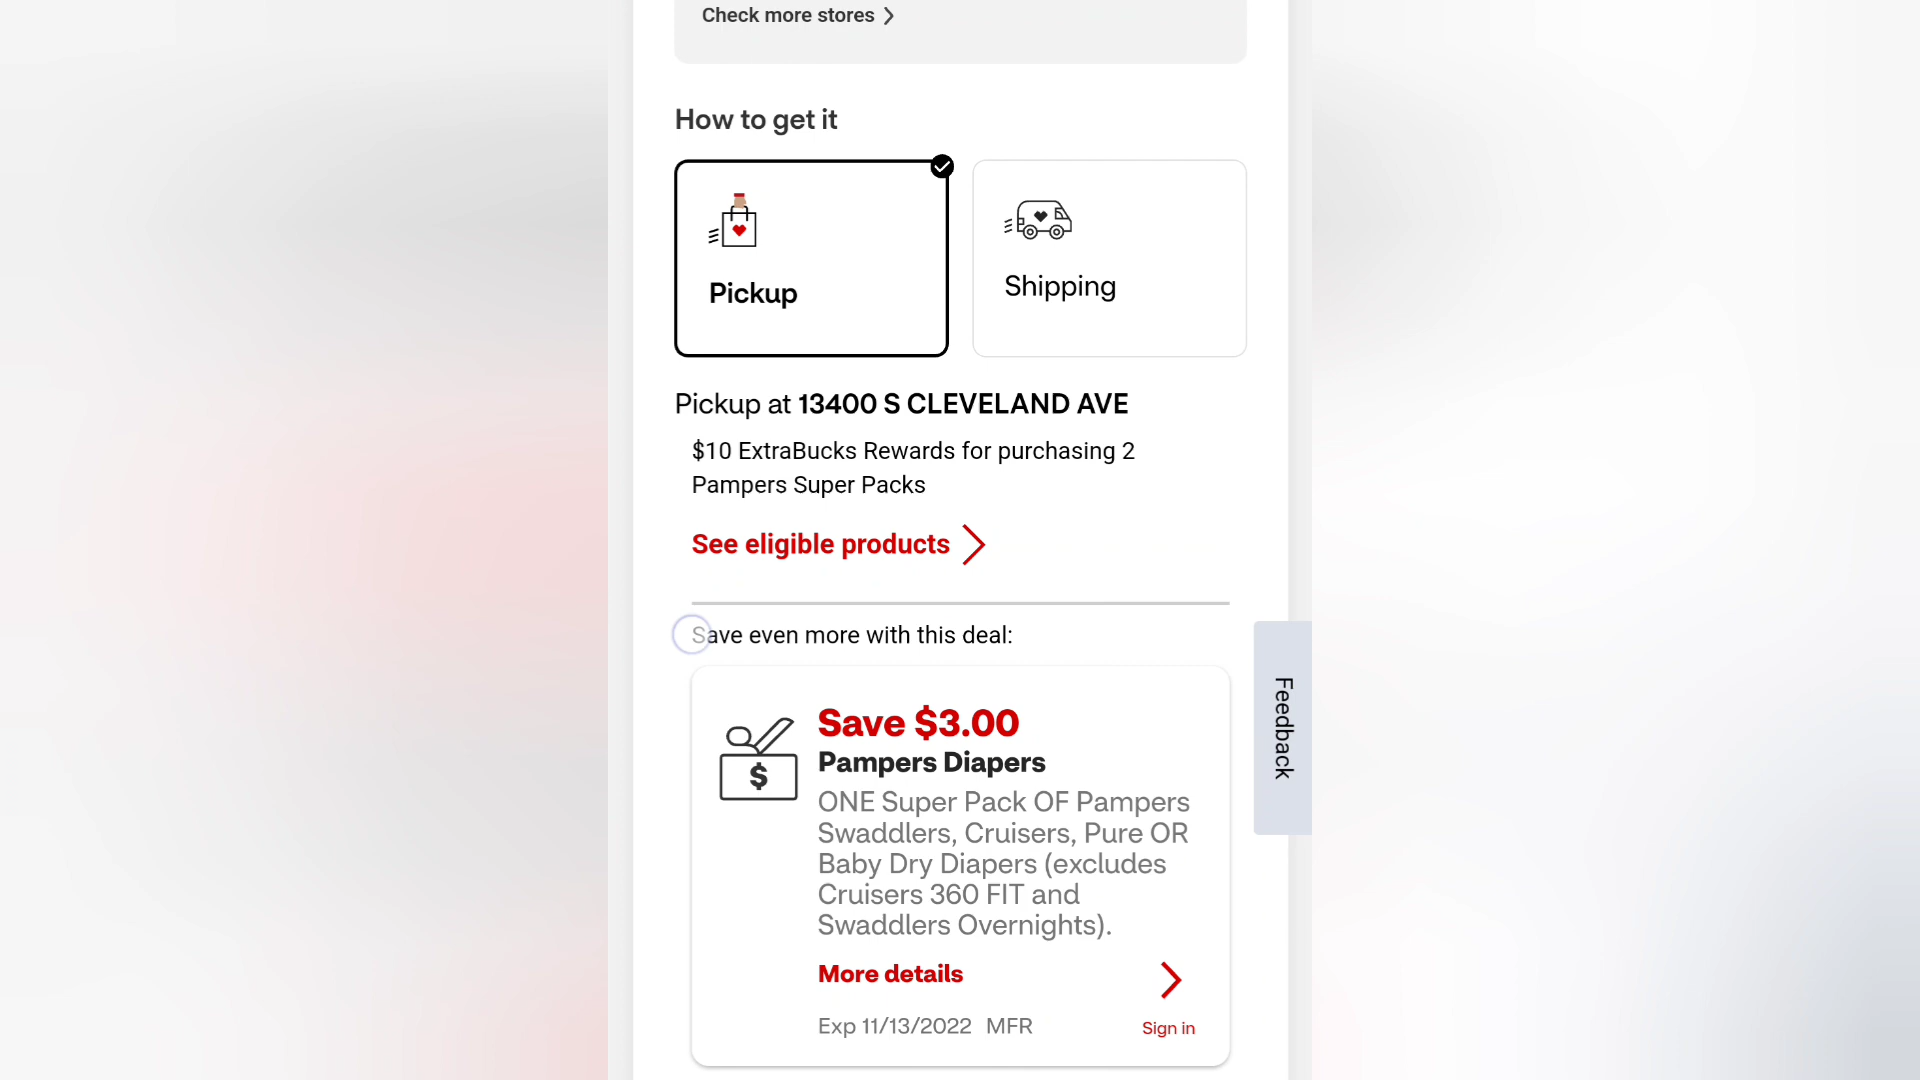 Check more stores
How to get it
Pickup
Shipping
Pickup at 13400 S CLEVELAND AVE
$10 ExtraBucks Rewards for purchasing 2
Pampers Super Packs
See eligible products
Save even more with this deal:
Save $3.00
Pampers Diapers
$
ONE Super Pack OF Pampers
Swaddlers, Cruisers, Pure OR
Baby Dry Diapers (excludes
Cruisers 360 FIT and
Swaddlers Overnights).
More details
Exp 11/13/2022 MFR
Sign in
Feedback